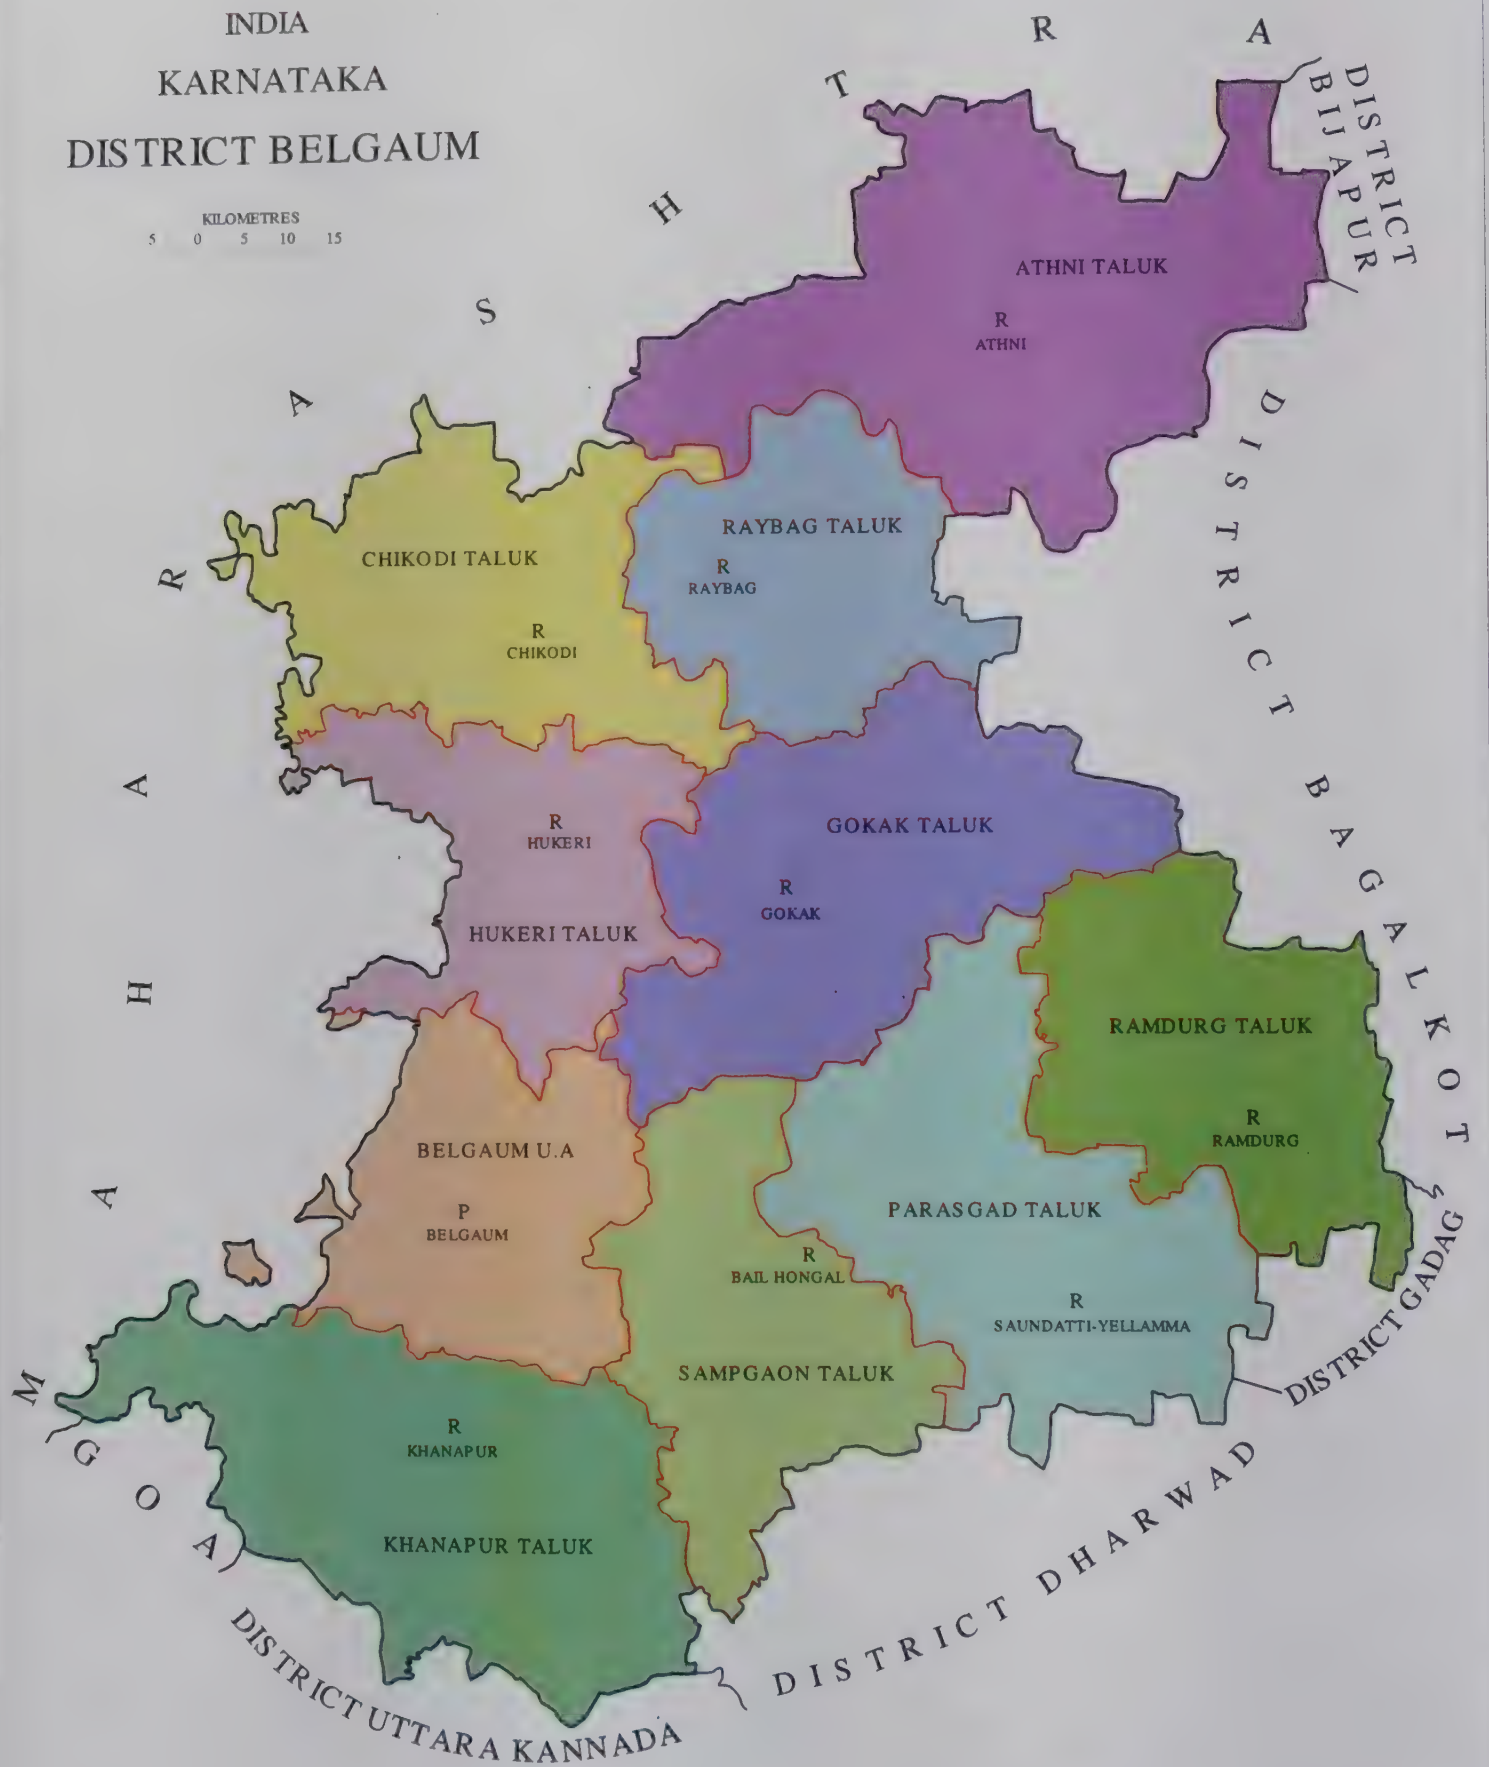 INDIA
KARNATAKA
DISTRICT BELGAUM
KILOMETRES
5 0 5 10 15
MAHARASHTRA
DISTRICT
BIJAPUR
ATHNI TALUK
R
ATHNI
DISTRICT BAGALKOT
RAYBAG TALUK
R
RAYBAG
CHIKODI TALUK
R
CHIKODI
R
HUKERI
HUKERI TALUK
GOKAK TALUK
R
GOKAK
RAMDURG TALUK
R
RAMDURG
BELGAUM U.A
P
BELGAUM
PARASGAD TALUK
R
SAUNDATTI-YELLAMMA
R
BAIL HONGAL
SAMPGAON TALUK
R
KHANAPUR
KHANAPUR TALUK
DISTRICT GADAG
GOA
DISTRICT DHARWAD
DISTRICT UTTARA KANNADA